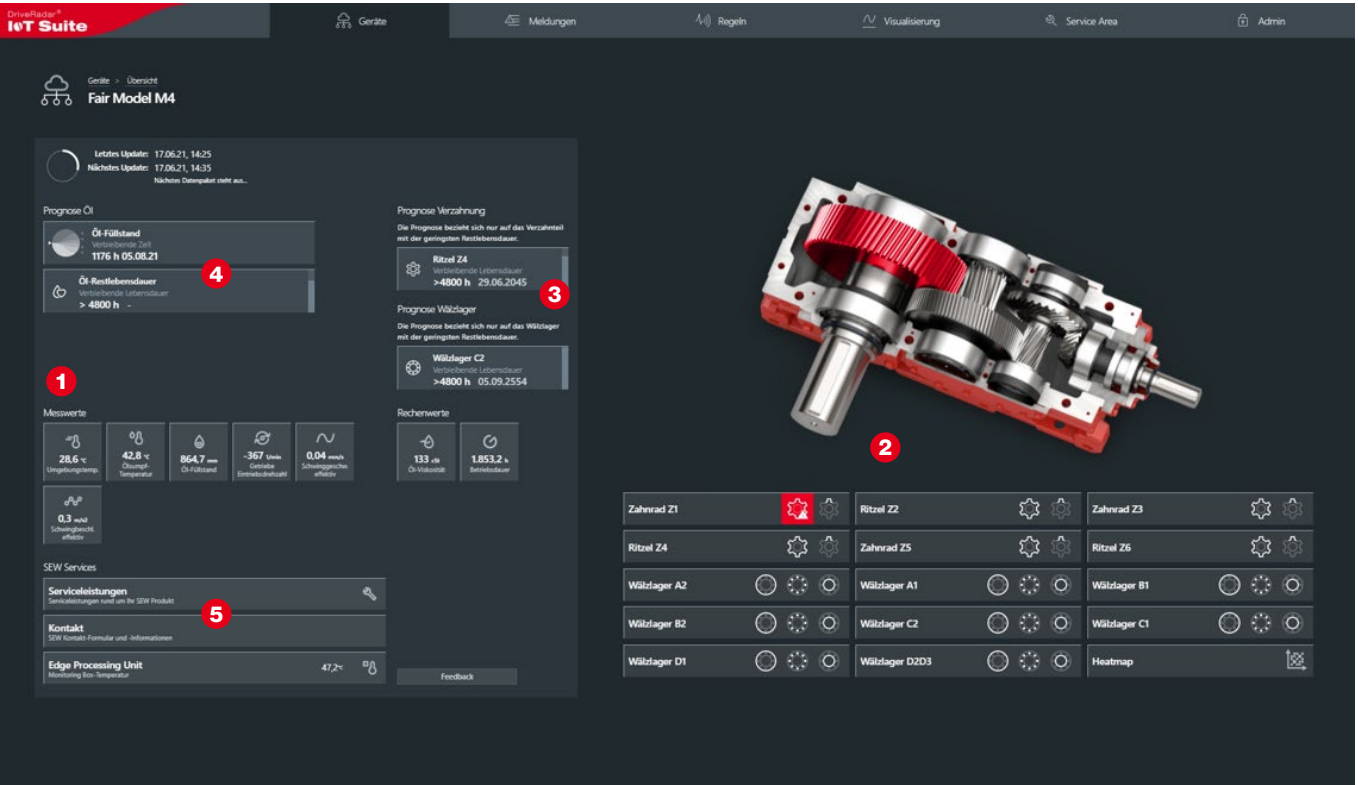 DriveRadar®
IoT Suite
Geräte
Meldungen
Regeln
Visualisierung
Service Area
Admin
Geräte > Übersicht
Fair Model M4
Letztes Update: 17.06.21, 14:25
Nächstes Update: 17.06.21, 14:35
Nächstes Datenpaket steht aus...
Prognose Öl
Öl-Füllstand
Verbleibende Zeit
1176 h 05.08.21
Öl-Restlebensdauer
Verbleibende Lebensdauer
> 4800 h -
4
Prognose Verzahnung
Die Prognose bezieht sich nur auf das Verzahnteil
mit der geringsten Restlebensdauer.
Ritzel Z4
Verbleibende Lebensdauer
>4800 h 29.06.2045
3
Prognose Wälzlager
Die Prognose bezieht sich nur auf das Wälzlager
mit der geringsten Restlebensdauer.
Wälzlager C2
Verbleibende Lebensdauer
>4800 h 05.09.2554
1
Messwerte
28,6 °C
Umgebungstemp.
42,8 °C
Ölsumpf-
Temperatur
864,7 mm
Öl-Füllstand
-367 1/min
Getriebe
Eintriebsdrehzahl
0,04 mm/s
Schwinggeschw.
effektiv
0,3 m/s2
Schwingbeschl.
effektiv
Rechenwerte
133 cSt
Öl-Viskosität
1.853,2 h
Betriebsdauer
SEW Services
Serviceleistungen
Serviceleistungen rund um Ihr SEW Produkt
5
Kontakt
SEW Kontakt-Formular und -Informationen
Edge Processing Unit
Monitoring Box-Temperatur
47,2°C
Feedback
2
Zahnrad Z1
Ritzel Z2
Zahnrad Z3
Ritzel Z4
Zahnrad Z5
Ritzel Z6
Wälzlager A2
Wälzlager A1
Wälzlager B1
Wälzlager B2
Wälzlager C2
Wälzlager C1
Wälzlager D1
Wälzlager D2D3
Heatmap